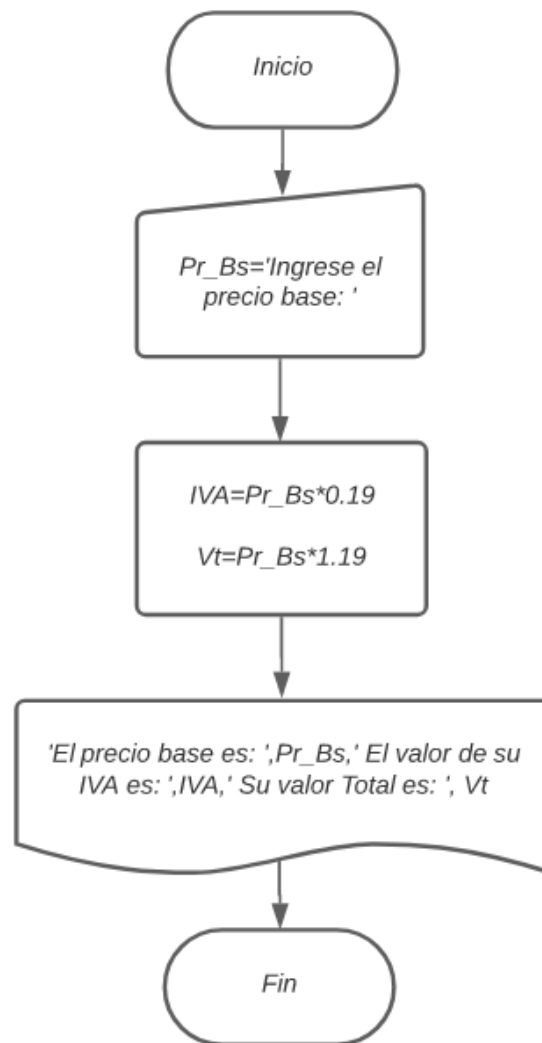 Inicio
Pr_Bs='Ingrese el
precio base: '
IVA=Pr_Bs*0.19
Vt=Pr_Bs*1.19
'El precio base es: ',Pr_Bs,' El valor de su
IVA es: ',IVA,' Su valor Total es: ', Vt
Fin